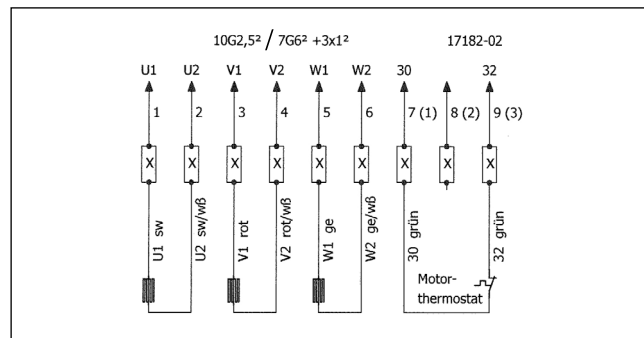 10G2,5² / 7G6² +3x1² 17182-02
U1 U2 V1 V2 W1 W2 30 32
1 2 3 4 5 6 7 (1) 8 (2) 9 (3)
X X X X X X X X X
U1 sw
U2 sw/wß
V1 rot
V2 rot/wß
W1 ge
W2 ge/wß
30 grün
32 grün
Motor-
thermostat